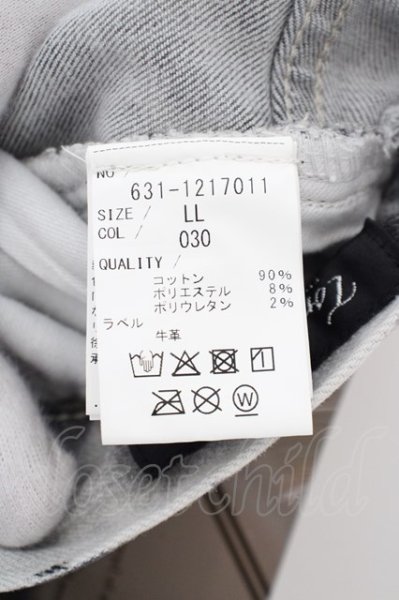 NO /
631-1217011
SIZE / LL
COL / 030
QUALITY /
コットン 90%
ポリエステル 8%
ポリウレタン 2%
ラベル
牛革
1
W